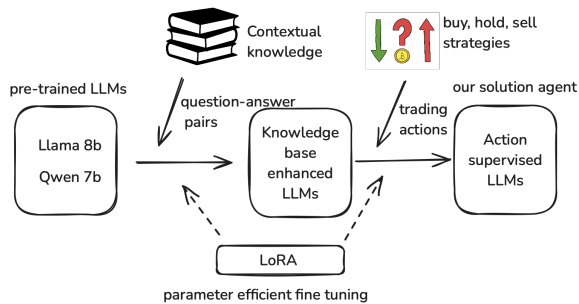 Contextual
knowledge
buy, hold, sell
strategies
pre-trained LLMs
question-answer
pairs
trading
actions
our solution agent
Llama 8b
Qwen 7b
Knowledge
base
enhanced
LLMs
Action
supervised
LLMs
LoRA
parameter efficient fine tuning